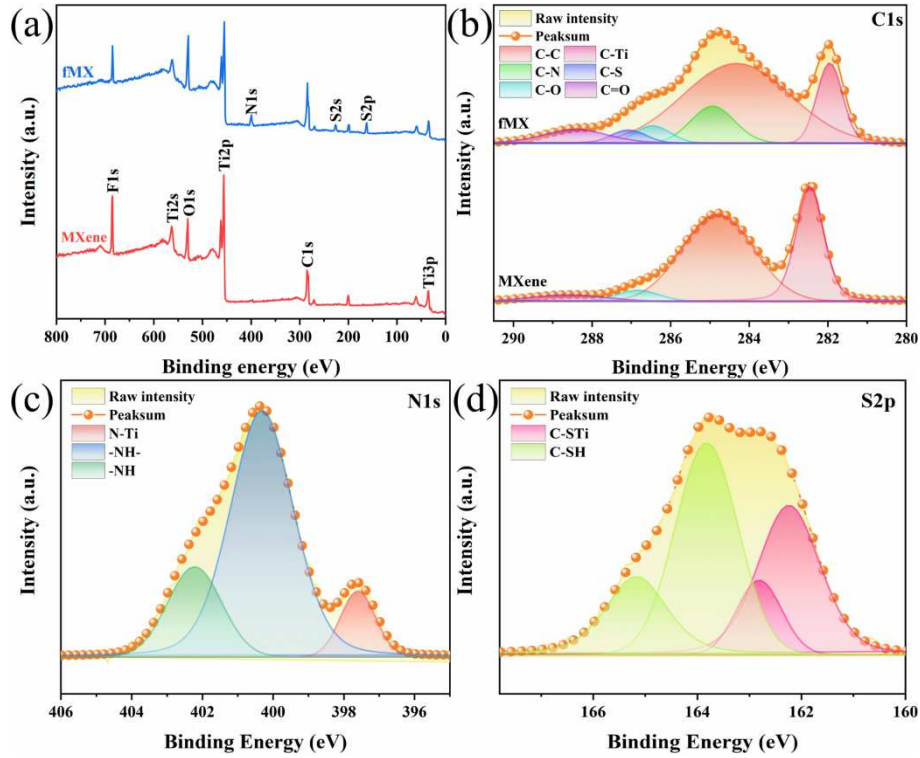 (a)
fMX
N1s
S2s
S2p
F1s
Ti2s
O1s
Ti2p
MXene
C1s
Ti3p
Intensity (a.u.)
800 700 600 500 400 300 200 100 0
Binding energy (eV)
(b)
C1s
Raw intensity
Peaksum
C-C C-Ti
C-N C-S
C-O C=O
fMX
MXene
Intensity (a.u.)
290 288 286 284 282 280
Binding Energy (eV)
(c)
N1s
Raw intensity
Peaksum
N-Ti
-NH-
-NH
Intensity (a.u.)
406 404 402 400 398 396
Binding Energy (eV)
(d)
S2p
Raw intensity
Peaksum
C-STi
C-SH
Intensity (a.u.)
166 164 162 160
Binding Energy (eV)